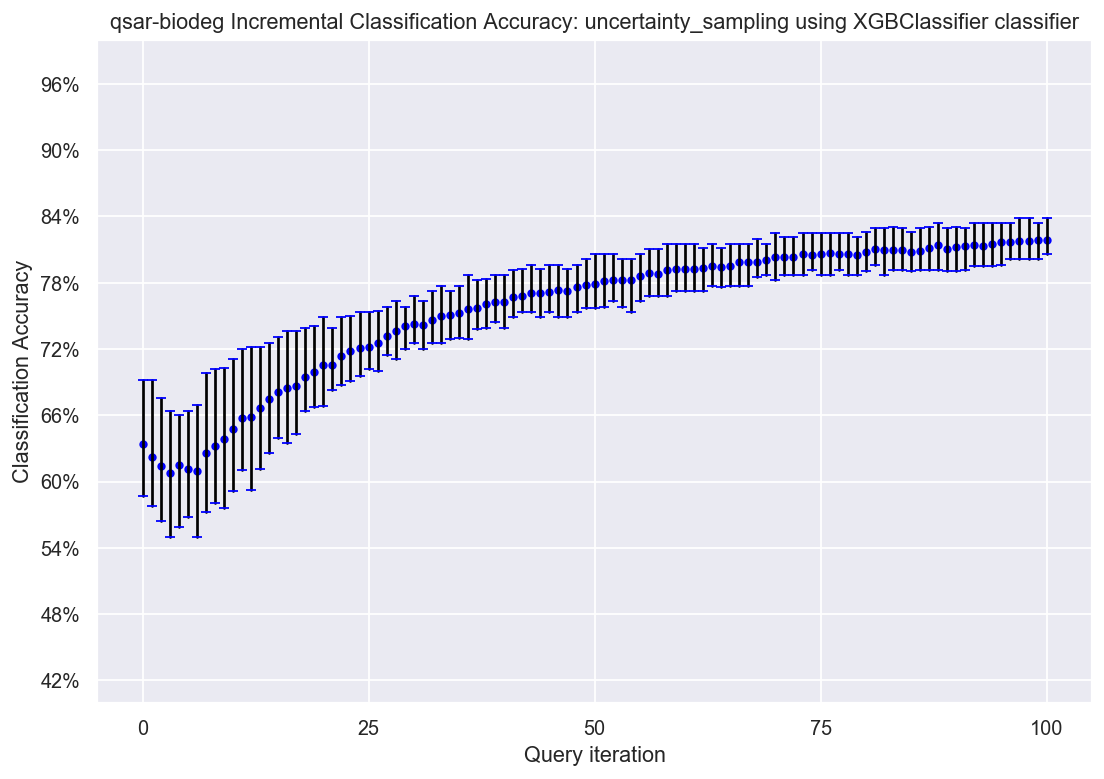 qsar-biodeg Incremental Classification Accuracy: uncertainty_sampling using XGBClassifier classifier
96%
90%
84%
78%
72%
66%
60%
54%
48%
42%
Classification Accuracy
0 25 50 75 100
Query iteration